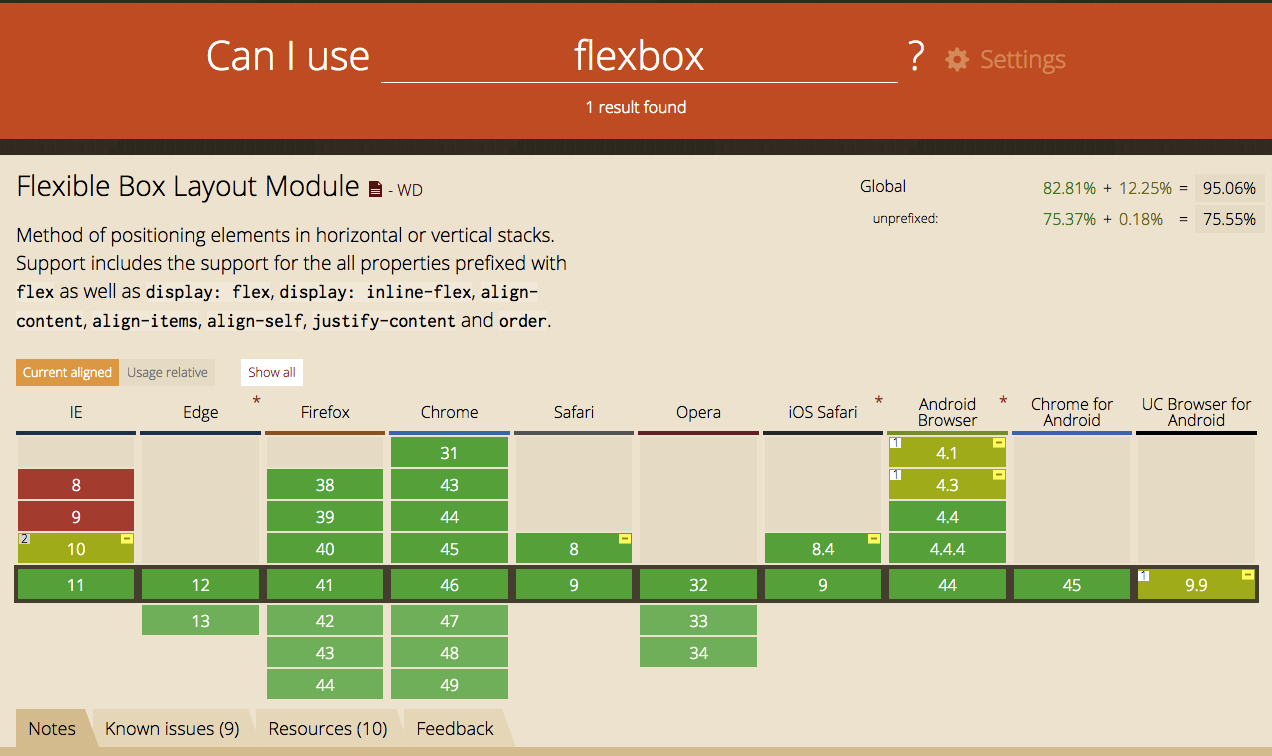 Can I use flexbox ? Settings
1 result found
Flexible Box Layout Module - WD
Global 82.81% + 12.25% = 95.06%
unprefixed: 75.37% + 0.18% = 75.55%
Method of positioning elements in horizontal or vertical stacks.
Support includes the support for the all properties prefixed with
flex as well as display: flex, display: inline-flex, align-
content, align-items, align-self, justify-content and order.
Current aligned Usage relative Show all
IE Edge * Firefox Chrome Safari Opera iOS Safari * Android Browser * Chrome for Android UC Browser for Android
31 1 4.1 -
8 38 43 1 4.3 -
9 39 44 4.4
2 10 - 40 45 8 - 8.4 - 4.4.4
11 12 41 46 9 32 9 44 45 1 9.9 -
13 42 47 33
43 48 34
44 49
Notes Known issues (9) Resources (10) Feedback